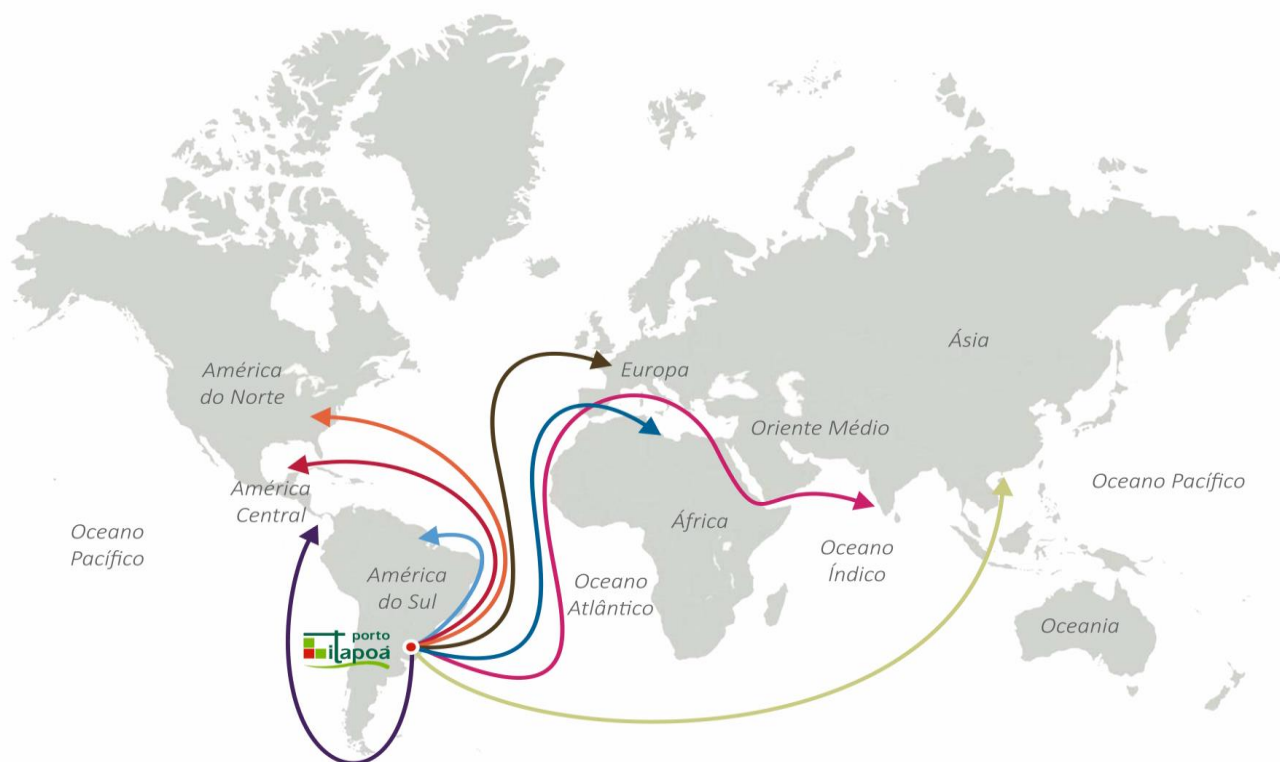 América
do Norte
Europa
Ásia
Oriente Médio
América
Central
Oceano Pacífico
Oceano
Pacífico
África
Oceano
Índico
América
do Sul
Oceano
Atlântico
Oceania
porto
itapoá